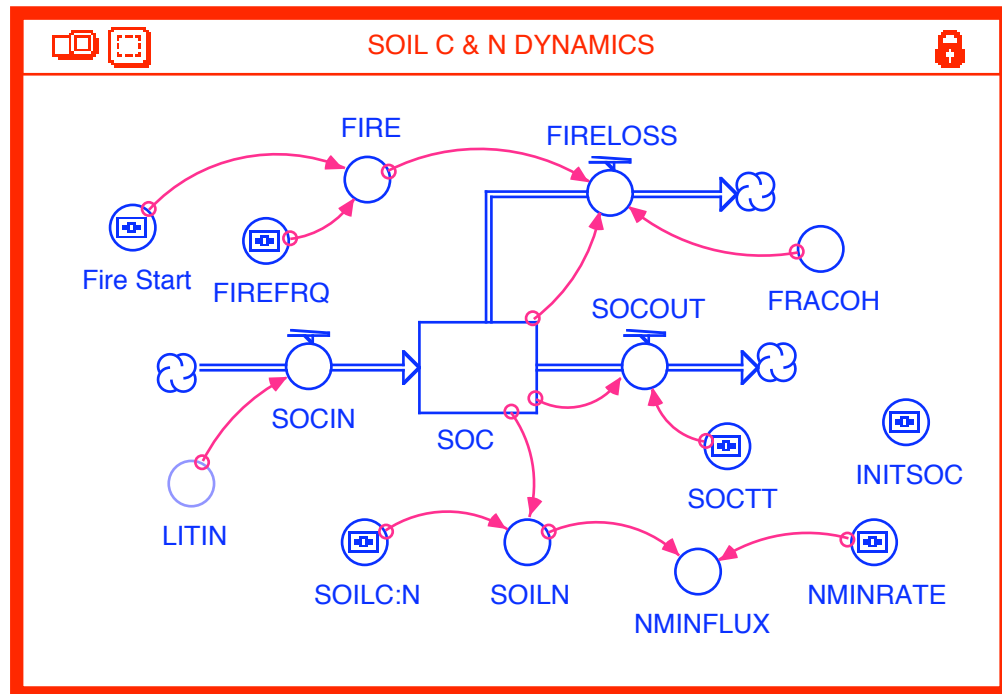 SOIL C & N DYNAMICS
FIRE
FIRELOSS
Fire Start
FIREFRQ
FRACOH
SOCOUT
SOCIN
SOC
INITSOC
SOCTT
LITIN
SOILC:N
SOILN
NMINFLUX
NMINRATE